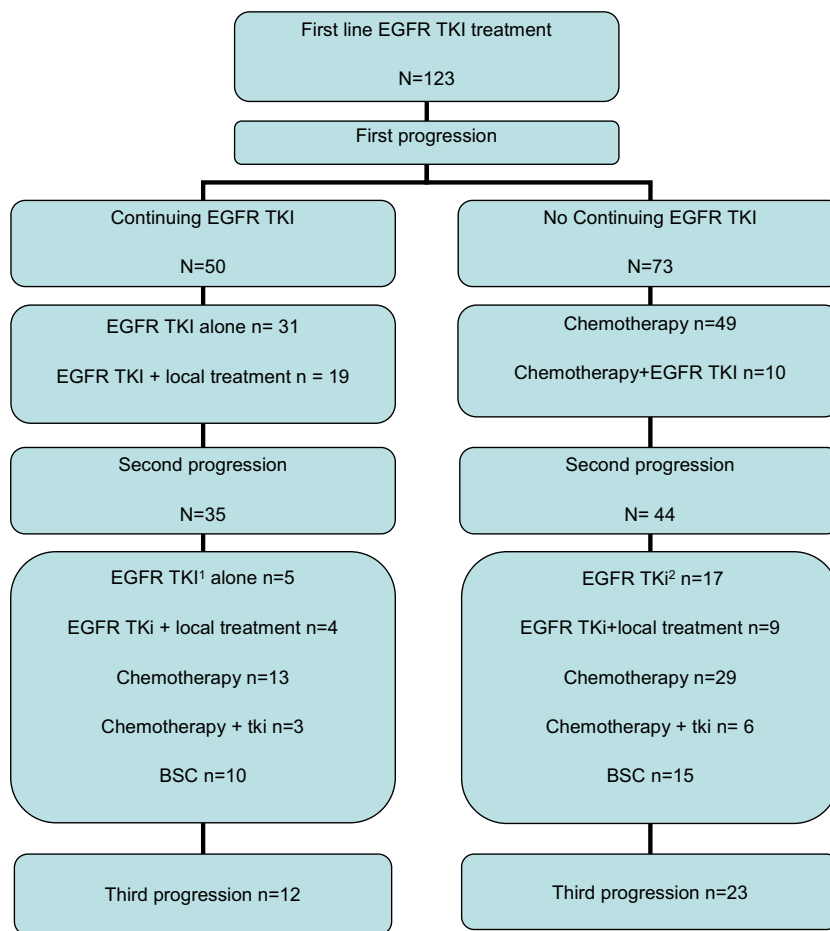 First line EGFR TKI treatment
N=123
First progression
Continuing EGFR TKI
N=50
No Continuing EGFR TKI
N=73
EGFR TKI alone n= 31
EGFR TKI + local treatment n = 19
Chemotherapy n=49
Chemotherapy+EGFR TKI n=10
Second progression
N=35
Second progression
N= 44
EGFR TKI¹ alone n=5
EGFR TKi + local treatment n=4
Chemotherapy n=13
Chemotherapy + tki n=3
BSC n=10
EGFR TKi² n=17
EGFR TKi+local treatment n=9
Chemotherapy n=29
Chemotherapy + tki n= 6
BSC n=15
Third progression n=12
Third progression n=23